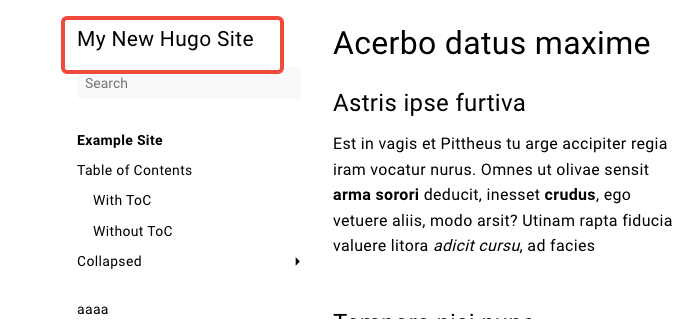 My New Hugo Site
Search
Example Site
Table of Contents
With ToC
Without ToC
Collapsed
aaaa
Acerbo datus maxime
Astris ipse furtiva
Est in vagis et Pittheus tu arge accipiter regia
iram vocatur nurus. Omnes ut olivae sensit
arma sorori deducit, inesset crudus, ego
vetuere aliis, modo arsit? Utinam rapta fiducia
valuere litora adicit cursu, ad facies